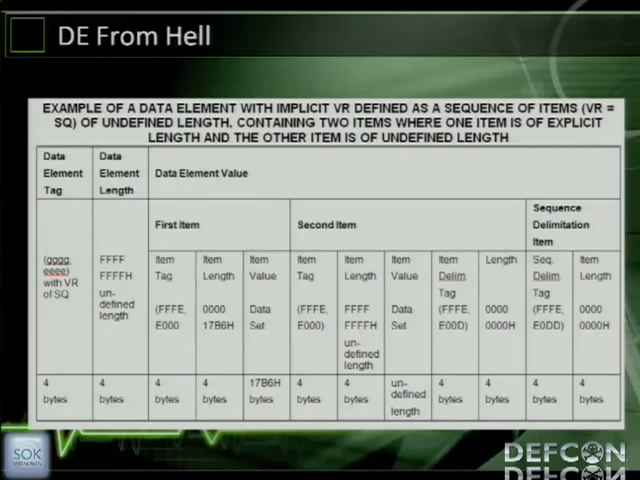 DE From Hell
EXAMPLE OF A DATA ELEMENT WITH IMPLICIT VR DEFINED AS A SEQUENCE OF ITEMS (VR =
SQ) OF UNDEFINED LENGTH, CONTAINING TWO ITEMS WHERE ONE ITEM IS OF EXPLICIT
LENGTH AND THE OTHER ITEM IS OF UNDEFINED LENGTH
Data Element Tag
Data Element Length
Data Element Value
First Item
Second Item
Sequence Delimitation Item
(gggg, eeee) with VR of SQ
FFFF FFFFH un-defined length
Item Tag (FFFE, E000
Item Length 0000 17B6H
Item Value Data Set
Item Tag (FFFE, E000)
Item Length FFFF FFFFH un-defined length
Item Value Data Set
Item Delim. Tag (FFFE, E00D)
Length 0000 0000H
Seq. Delim. Tag (FFFE, E0DD)
Item Length 0000 0000H
4 bytes
4 bytes
4 bytes
4 bytes
17B6H bytes
4 bytes
4 bytes
un-defined length
4 bytes
4 bytes
4 bytes
4 bytes
SOK
PRESENTS
DEFCON